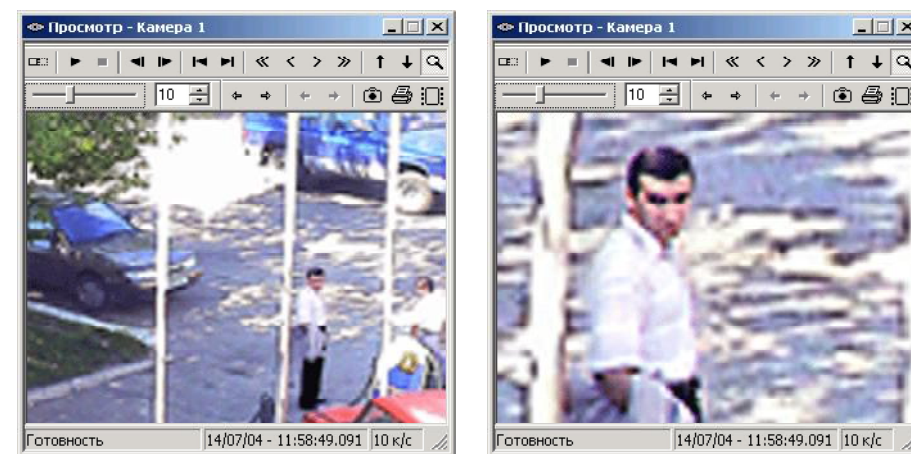 Просмотр - Камера 1
10
Готовность
14/07/04 - 11:58:49.091
10 к/с
Просмотр - Камера 1
10
Готовность
14/07/04 - 11:58:49.091
10 к/с